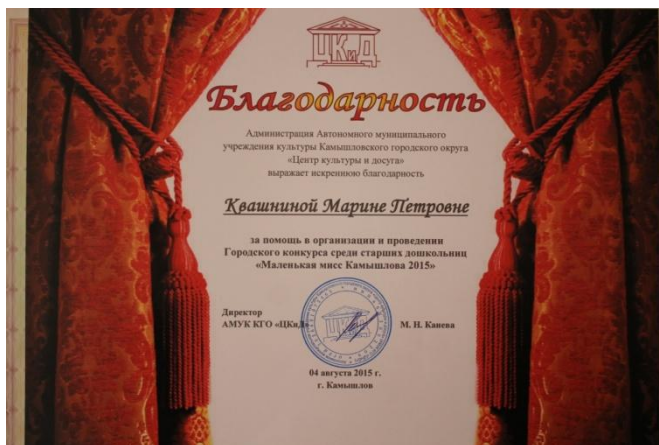 ЦКиД
Благодарность
Администрация Автономного муниципального
учреждения культуры Камышловского городского округа
«Центр культуры и досуга»
выражает искреннюю благодарность
Квашниной Марине Петровне
за помощь в организации и проведении
Городского конкурса среди старших дошкольниц
«Маленькая мисс Камышлова 2015»
Директор
АМУК КГО «ЦКиД»
М. Н. Канева
04 августа 2015 г.
г. Камышлов